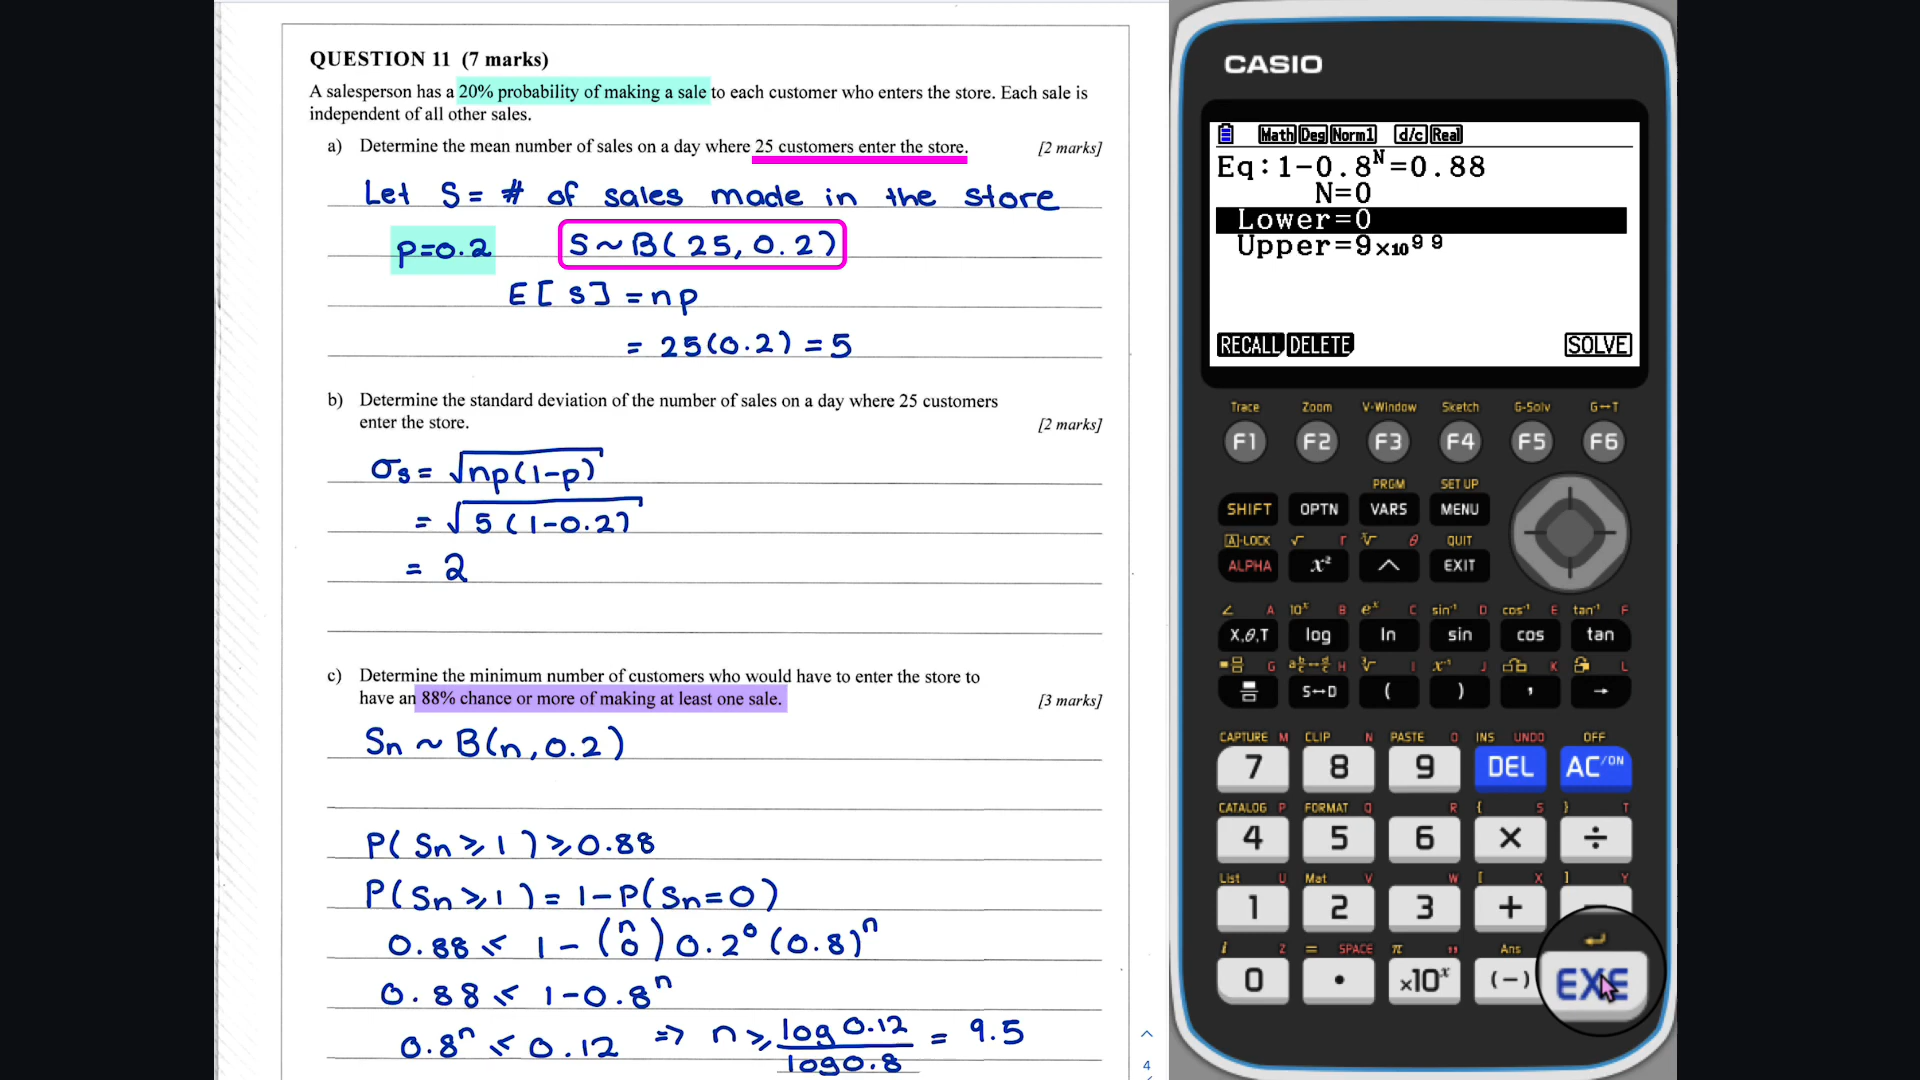 QUESTION 11 (7 marks)
A salesperson has a 20% probability of making a sale to each customer who enters the store. Each sale is
independent of all other sales.
a) Determine the mean number of sales on a day where 25 customers enter the store. [2 marks]
Let S = # of sales made in the store
p=0.2 S ~ B(25, 0.2)
E[S] = np
= 25(0.2) = 5
b) Determine the standard deviation of the number of sales on a day where 25 customers
enter the store. [2 marks]
σs = √np(1-p)
= √5(1-0.2)
= 2
c) Determine the minimum number of customers who would have to enter the store to
have an 88% chance or more of making at least one sale. [3 marks]
Sn ~ B(n, 0.2)
P(Sn ⩾ 1) ⩾ 0.88
P(Sn ⩾ 1) = 1 - P(Sn = 0)
0.88 ⩽ 1 - (n 0) 0.2⁰ (0.8)ⁿ
0.88 ⩽ 1 - 0.8ⁿ
0.8ⁿ ⩽ 0.12 ⇒ n ⩾ log 0.12 / log 0.8 = 9.5
4
CASIO
Math Deg Norm1 d/c Real
Eq:1-0.8ᴺ=0.88
N=0
Lower=0
Upper=9×10⁹⁹
RECALL DELETE SOLVE
Trace Zoom V-Window Sketch G-Solv G↔T
F1 F2 F3 F4 F5 F6
PRGM SET UP
SHIFT OPTN VARS MENU
A-LOCK √ r ˣ√ θ QUIT
ALPHA x² ^ EXIT
∠ A 10ˣ B eˣ C sin⁻¹ D cos⁻¹ E tan⁻¹ F
X,θ,T log ln sin cos tan
G a b/c↔d/c H ³√ I x⁻¹ J K L
S↔D ( ) , →
CAPTURE M CLIP N PASTE O INS UNDO OFF
7 8 9 DEL AC/ON
CATALOG P FORMAT Q R { S } T
4 5 6 × ÷
List U Mat V W [ X ] Y
1 2 3 + −
i Z = SPACE π " Ans
0 • ×10ˣ (−) EXE